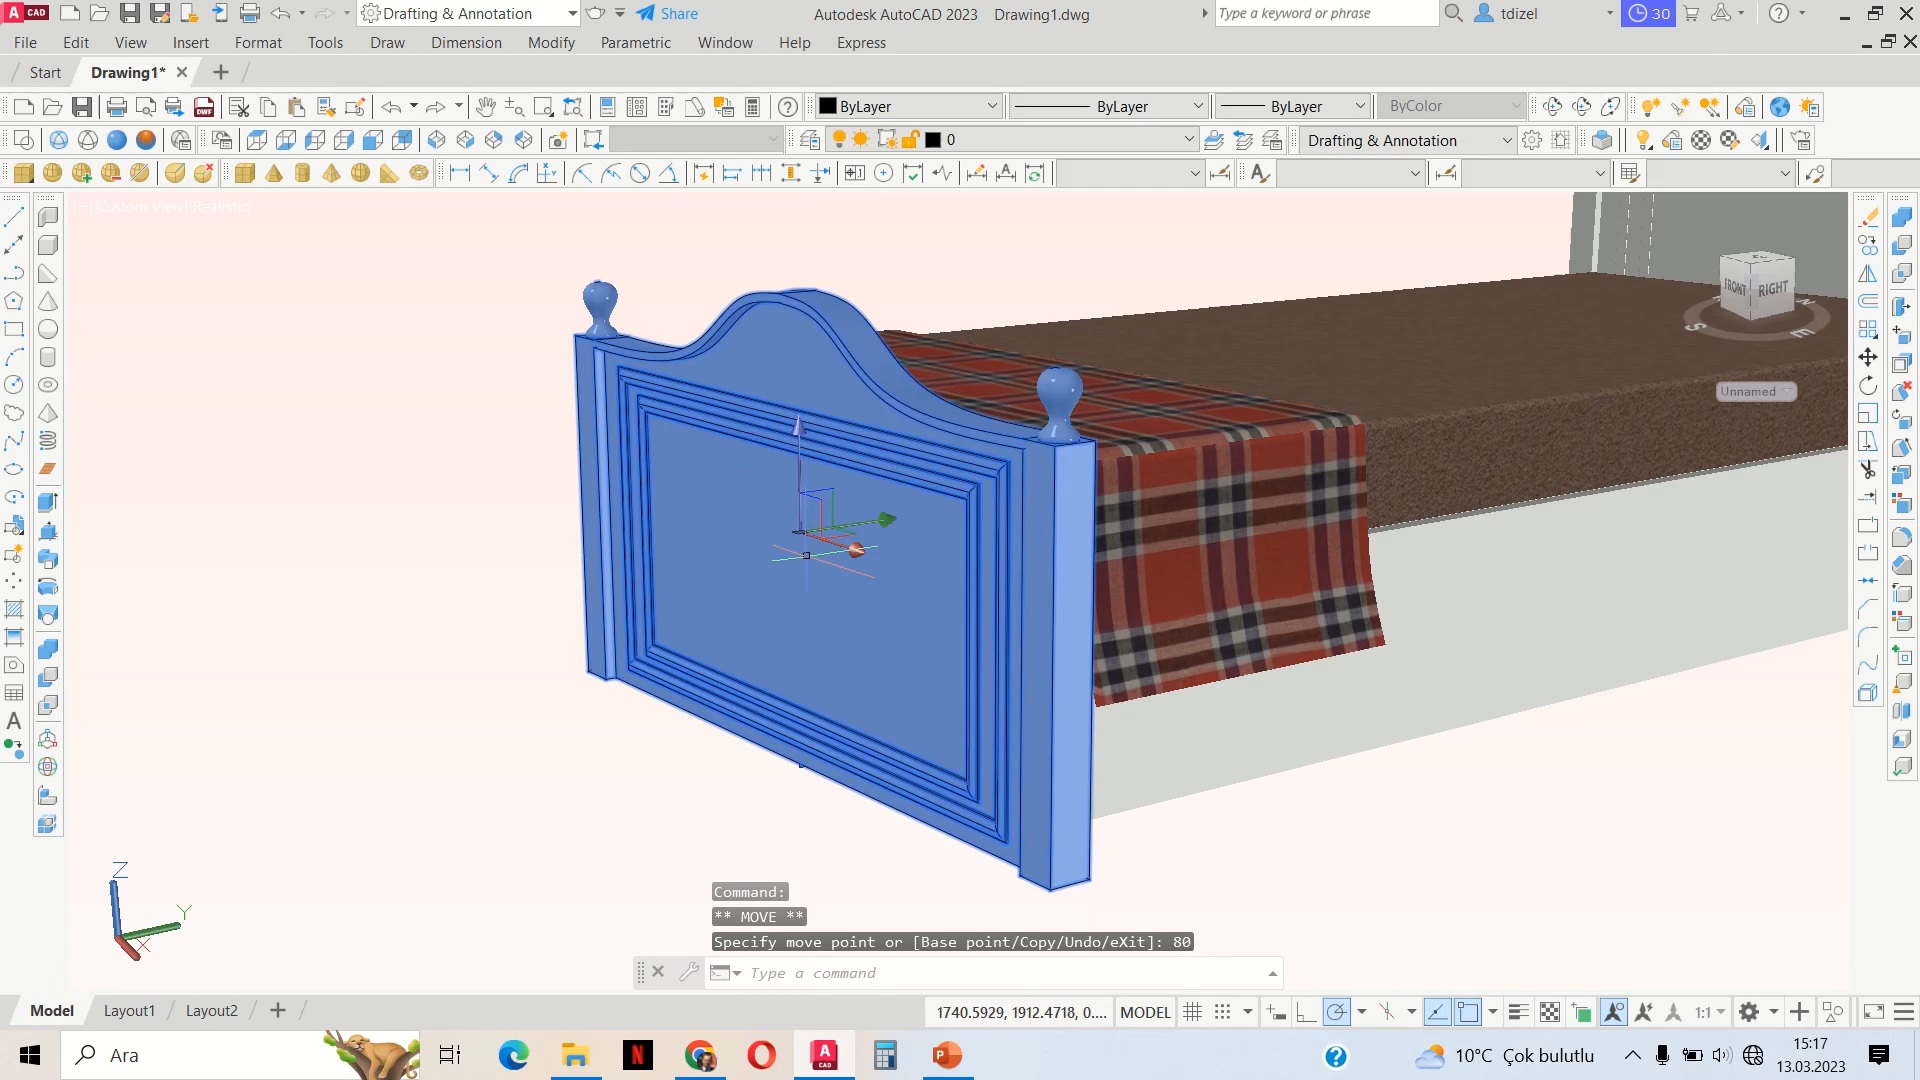 A CAD
Drafting & Annotation
Share
Autodesk AutoCAD 2023 Drawing1.dwg
Type a keyword or phrase
tdizel
30
File Edit View Insert Format Tools Draw Dimension Modify Parametric Window Help Express
Start Drawing1*
ByLayer
ByLayer
ByLayer
ByColor
0
Drafting & Annotation
[−][Custom View][Realistic]
FRONT
RIGHT
S
E
Unnamed
Z
Y
X
Command:
** MOVE **
Specify move point or [Base point/Copy/Undo/eXit]: 80
Type a command
Model Layout1 Layout2
1740.5929, 1912.4718, 0....
MODEL
1:1
Ara
10°C Çok bulutlu
15:17
13.03.2023